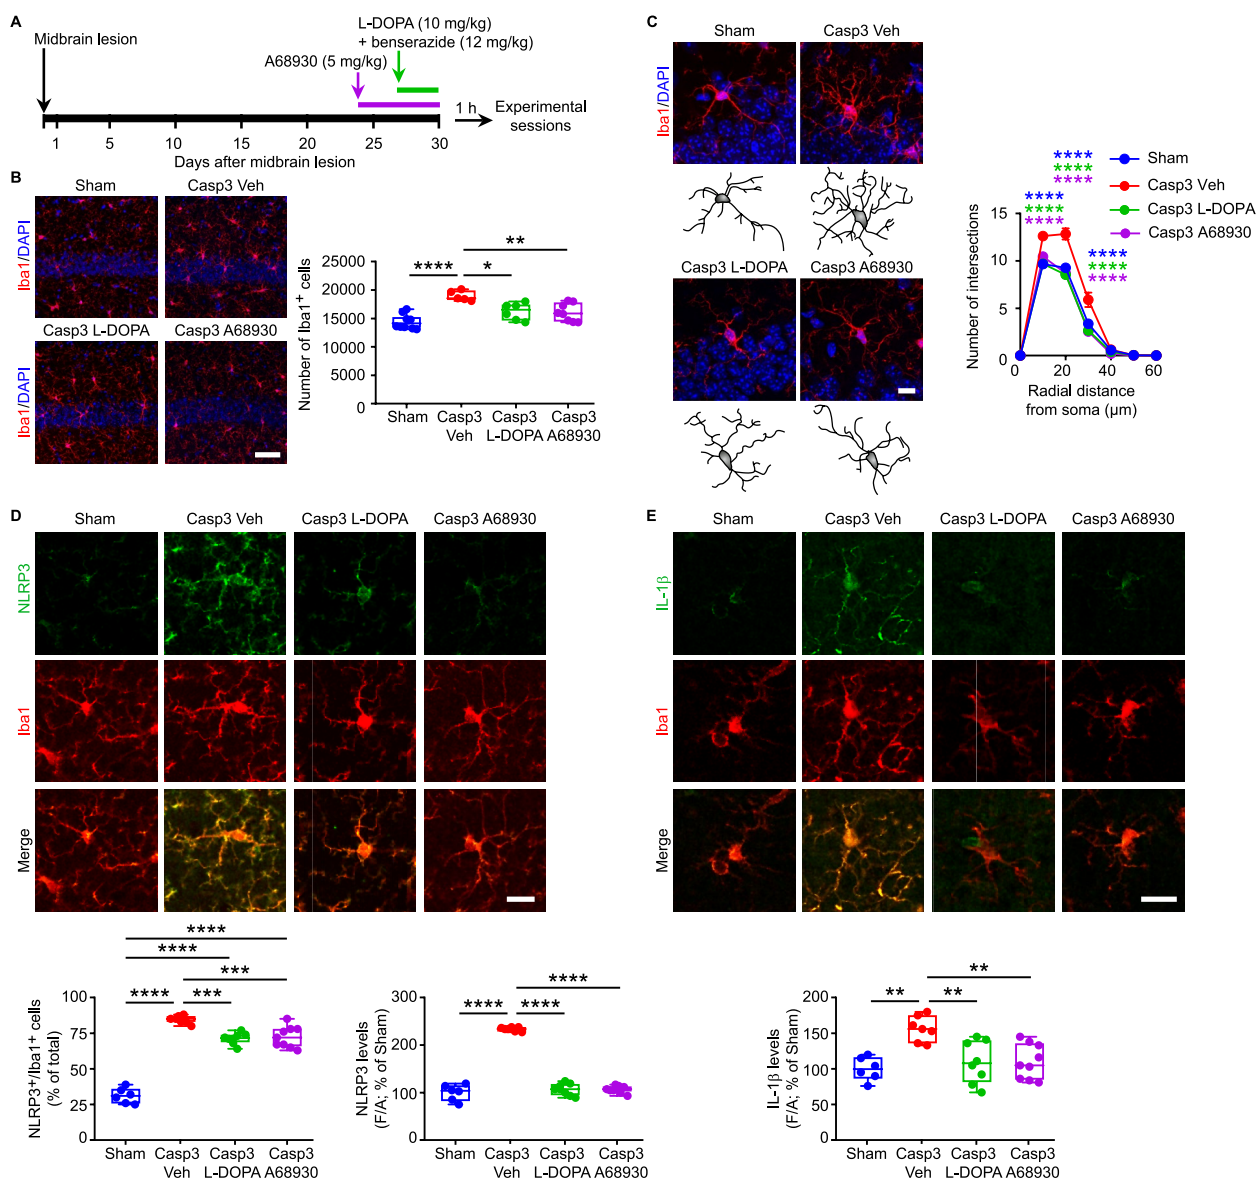 A
Midbrain lesion
L-DOPA (10 mg/kg)
+ benserazide (12 mg/kg)
A68930 (5 mg/kg)
1 h
Experimental
sessions
1 5 10 15 20 25 30
Days after midbrain lesion
B
Sham Casp3 Veh
Iba1/DAPI
Casp3 L-DOPA Casp3 A68930
Iba1/DAPI
Number of Iba1+ cells
25000
20000
15000
10000
5000
0
**** * **
Sham Casp3 Casp3 Casp3
Veh L-DOPA A68930
C
Sham Casp3 Veh
Iba1/DAPI
Casp3 L-DOPA Casp3 A68930
Iba1/DAPI
Sham
Casp3 Veh
Casp3 L-DOPA
Casp3 A68930
****
****
****
****
****
****
****
****
****
Number of intersections
15
10
5
0
0 20 40 60
Radial distance
from soma (µm)
D
Sham Casp3 Veh Casp3 L-DOPA Casp3 A68930
NLRP3
Iba1
Merge
NLRP3+/Iba1+ cells
(% of total)
100
75
50
25
0
****
****
***
**** ***
Sham Casp3 Casp3 Casp3
Veh L-DOPA A68930
NLRP3 levels
(F/A; % of Sham)
300
200
100
0
****
**** ****
Sham Casp3 Casp3 Casp3
Veh L-DOPA A68930
E
Sham Casp3 Veh Casp3 L-DOPA Casp3 A68930
IL-1β
Iba1
Merge
IL-1β levels
(F/A; % of Sham)
200
150
100
50
0
**
** **
Sham Casp3 Casp3 Casp3
Veh L-DOPA A68930